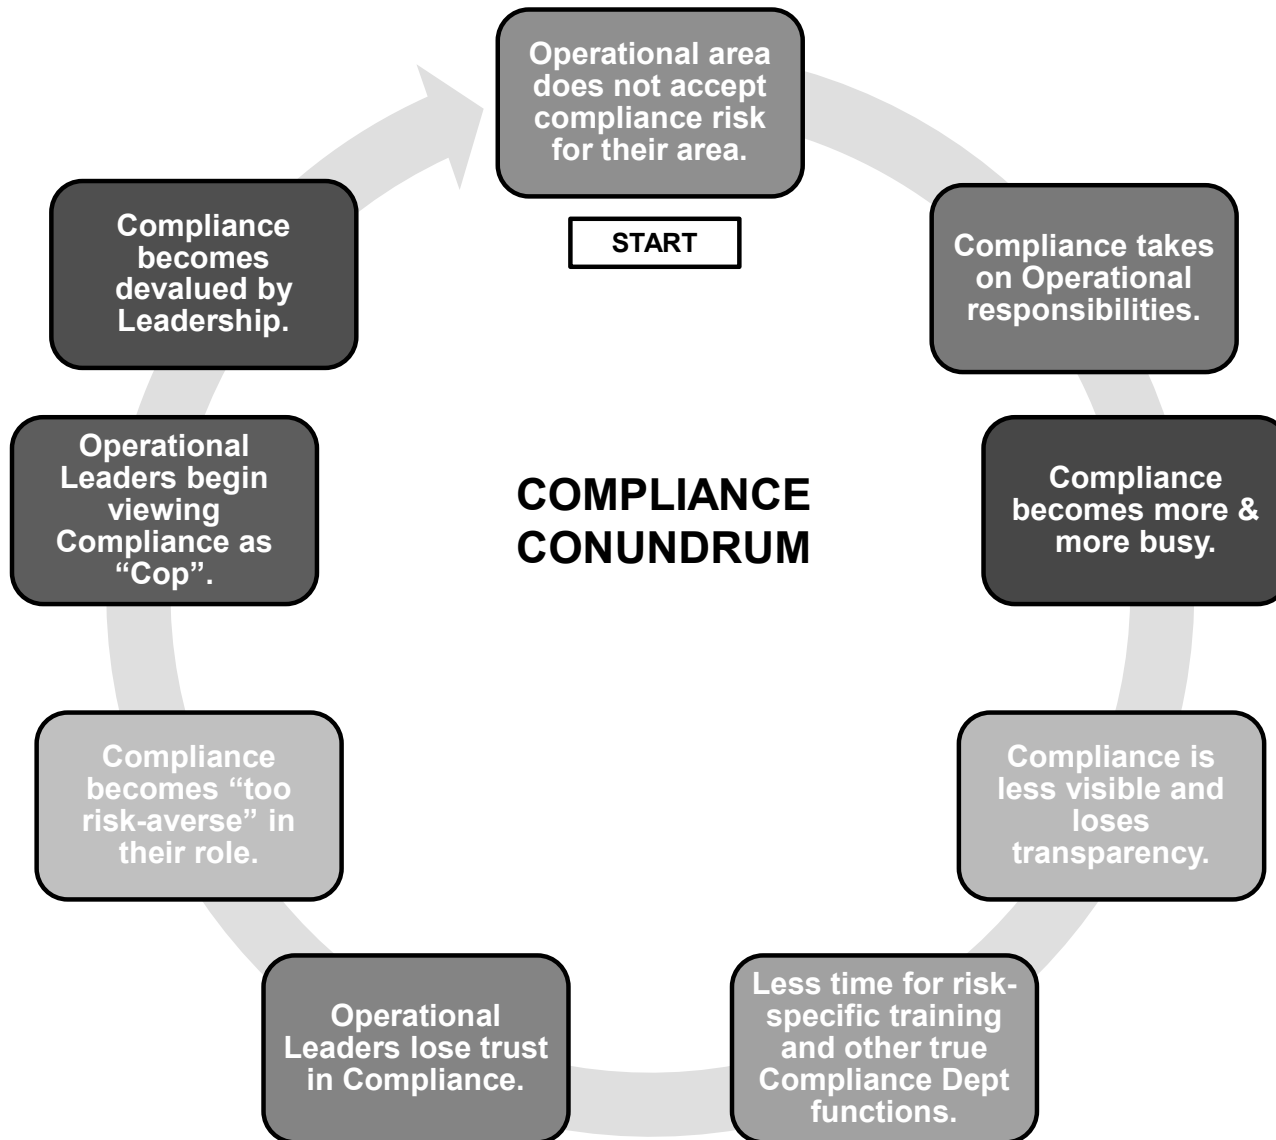 Operational area
does not accept
compliance risk
for their area.
START
Compliance takes
on Operational
responsibilities.
Compliance
becomes more &
more busy.
Compliance is
less visible and
loses
transparency.
Less time for risk-
specific training
and other true
Compliance Dept
functions.
Operational
Leaders lose trust
in Compliance.
Compliance
becomes “too
risk-averse” in
their role.
Operational
Leaders begin
viewing
Compliance as
“Cop”.
Compliance
becomes
devalued by
Leadership.
COMPLIANCE
CONUNDRUM